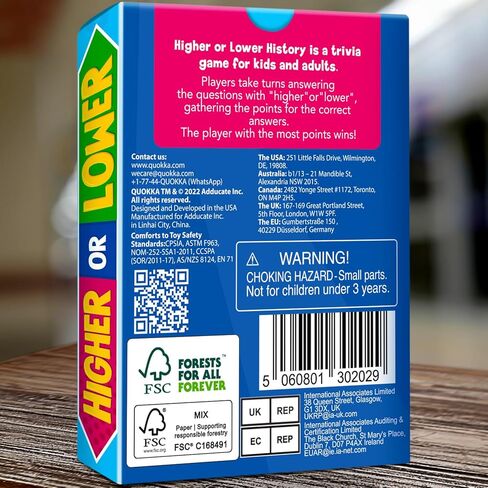 HIGHER OR LOWER
Higher or Lower History is a trivia
game for kids and adults.
Players take turns answering
the questions with "higher"or"lower",
gathering the points for the correct
answers.
The player with the most points wins!
Contact us:
www.quokka.com
wecare@quokka.com
+1-77-44-QUOKKA (WhatsApp)
QUOKKA TM & © 2022 Adducate Inc.
All rights reserved.
Designed and Developed in the USA
Manufactured for Adducate Inc.
in Linhai City, China.
Comforts to Toy Safety
Standards:CPSIA, ASTM F963,
NOM-252-SSA1-2011, CCSPA
(SOR/2011-17), AS/NZS 8124, EN 71
The USA: 251 Little Falls Drive, Wilmington,
DE, 19808.
Australia: b1/13 – 21 Mandible St,
Alexandria NSW 2015.
Canada: 2482 Yonge Street #1172, Toronto,
ON M4P 2H5.
The UK: 167-169 Great Portland Street,
5th Floor, London, W1W 5PF.
The EU: Gumbertstraße 150 ,
40229 Düsseldorf, Germany
WARNING!
CHOKING HAZARD-Small parts.
Not for children under 3 years.
FSC
FORESTS
FOR ALL
FOREVER™
FSC
www.fsc.org
MIX
Paper | Supporting
responsible forestry
FSC® C168491
5 060801 302029
UK REP
International Associates Limited
38 Queen Street, Glasgow,
G1 3DX, UK
UKRP@ia-uk.com
EC REP
International Associates Auditing &
Certification Limited
The Black Church, St Mary's Place,
Dublin 7, D07 P4AX Ireland
EUAR@ie.ia-net.com